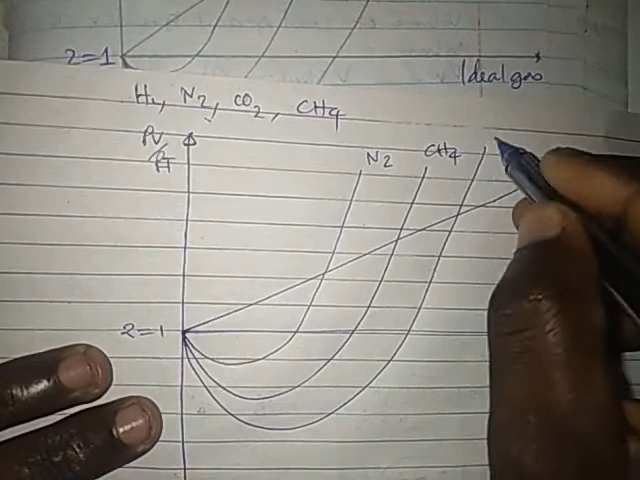 z=1
Ideal gas
H₂, N₂, CO₂, CH₄
PV
RT
N₂
CH₄
z=1